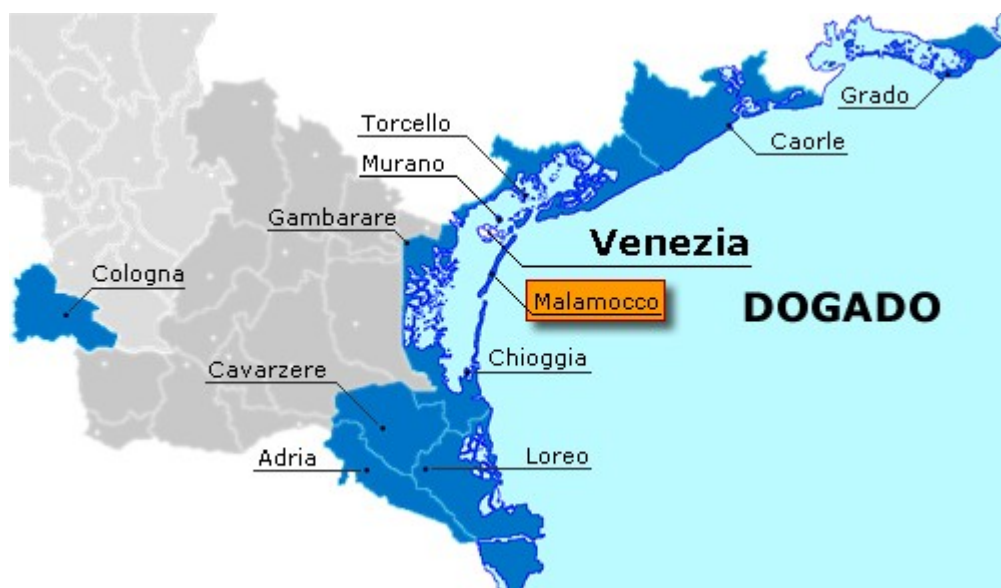 Grado
Torcello
Caorle
Murano
Gambarare
Venezia
Cologna
Malamocco
DOGADO
Chioggia
Cavarzere
Adria
Loreo